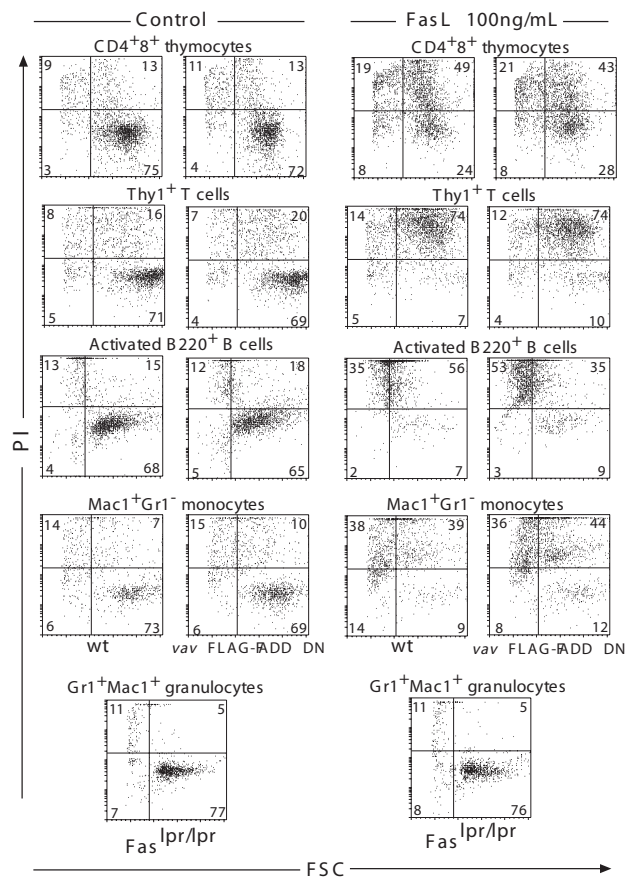 Control FasL 100ng/mL
CD4+8+ thymocytes CD4+8+ thymocytes
9 13 11 13 19 49 21 43
3 75 4 72 8 24 8 28
Thy1+ T cells Thy1+ T cells
8 16 7 20 14 74 12 74
5 71 4 69 5 7 4 10
Activated B220+ B cells Activated B220+ B cells
13 15 12 18 35 56 53 35
4 68 5 65 2 7 3 9
Mac1+Gr1- monocytes Mac1+Gr1- monocytes
14 7 15 10 38 39 36 44
6 73 6 69 14 9 8 12
wt vav FLAG-FADD DN wt vav FLAG-FADD DN
Gr1+Mac1+ granulocytes Gr1+Mac1+ granulocytes
11 5 11 5
7 77 8 76
Fas lpr/lpr Fas lpr/lpr
PI
FSC